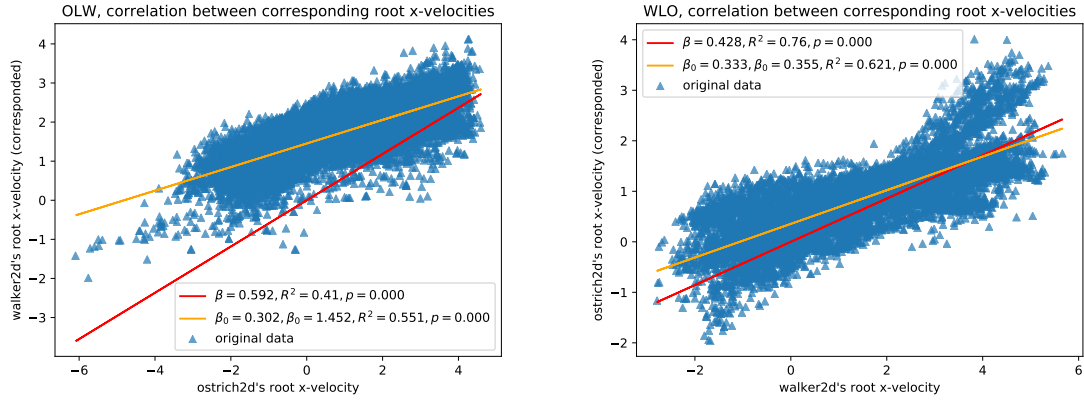 OLW, correlation between corresponding root x-velocities
4
3
2
1
0
−1
−2
−3
walker2d's root x-velocity (corresponded)
β = 0.592, R² = 0.41, p = 0.000
β₀ = 0.302, β₀ = 1.452, R² = 0.551, p = 0.000
original data
−6
−4
−2
0
2
4
ostrich2d's root x-velocity
WLO, correlation between corresponding root x-velocities
4
3
2
1
0
−1
−2
ostrich2d's root x-velocity (corresponded)
β = 0.428, R² = 0.76, p = 0.000
β₀ = 0.333, β₀ = 0.355, R² = 0.621, p = 0.000
original data
−2
0
2
4
6
walker2d's root x-velocity